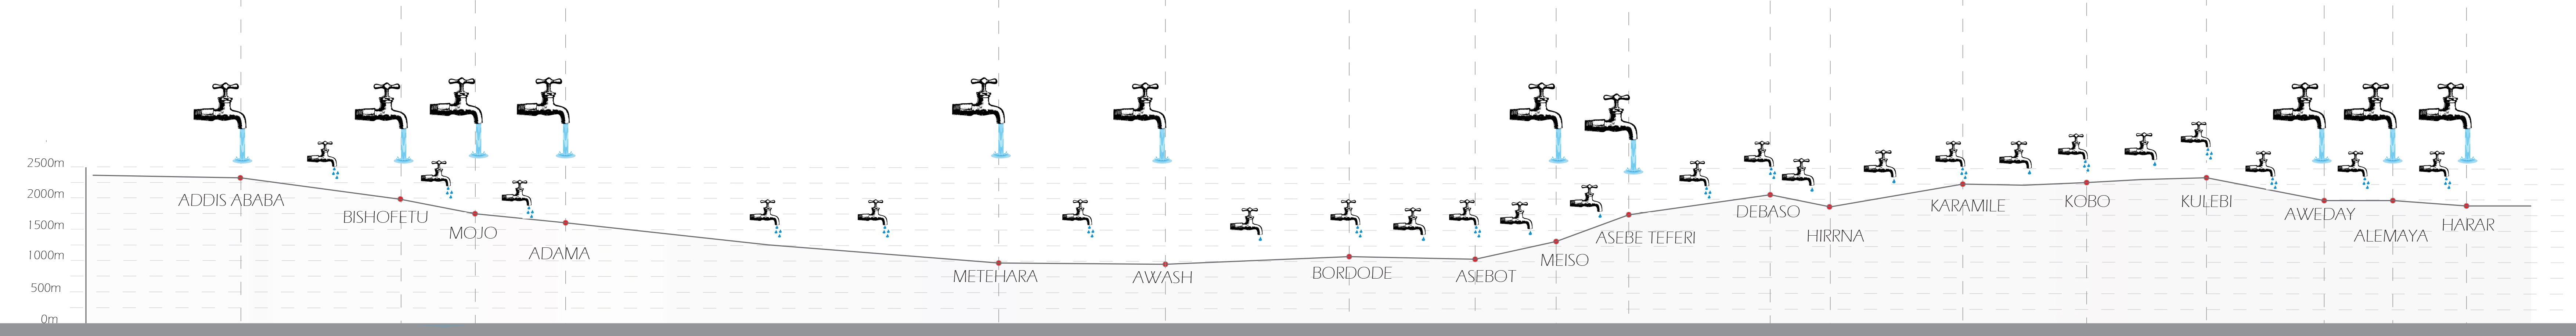 2500m
2000m
1500m
1000m
500m
0m
ADDIS ABABA
BISHOFETU
MOJO
ADAMA
METEHARA
AWASH
BORDODE
ASEBOT
MEISO
ASEBE TEFERI
DEBASO
HIRRNA
KARAMILE
KOBO
KULEBI
AWEDAY
ALEMAYA
HARAR